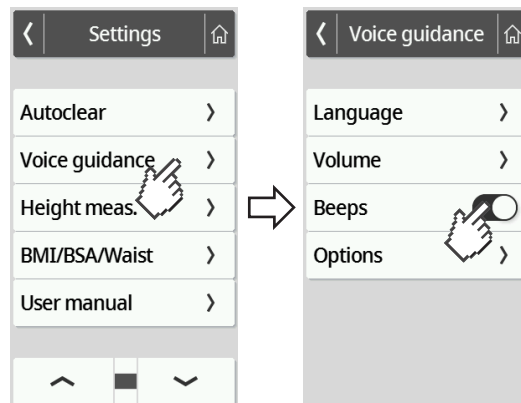 Settings
Autoclear
Voice guidance
Height meas.
BMI/BSA/Waist
User manual
Voice guidance
Language
Volume
Beeps
Options